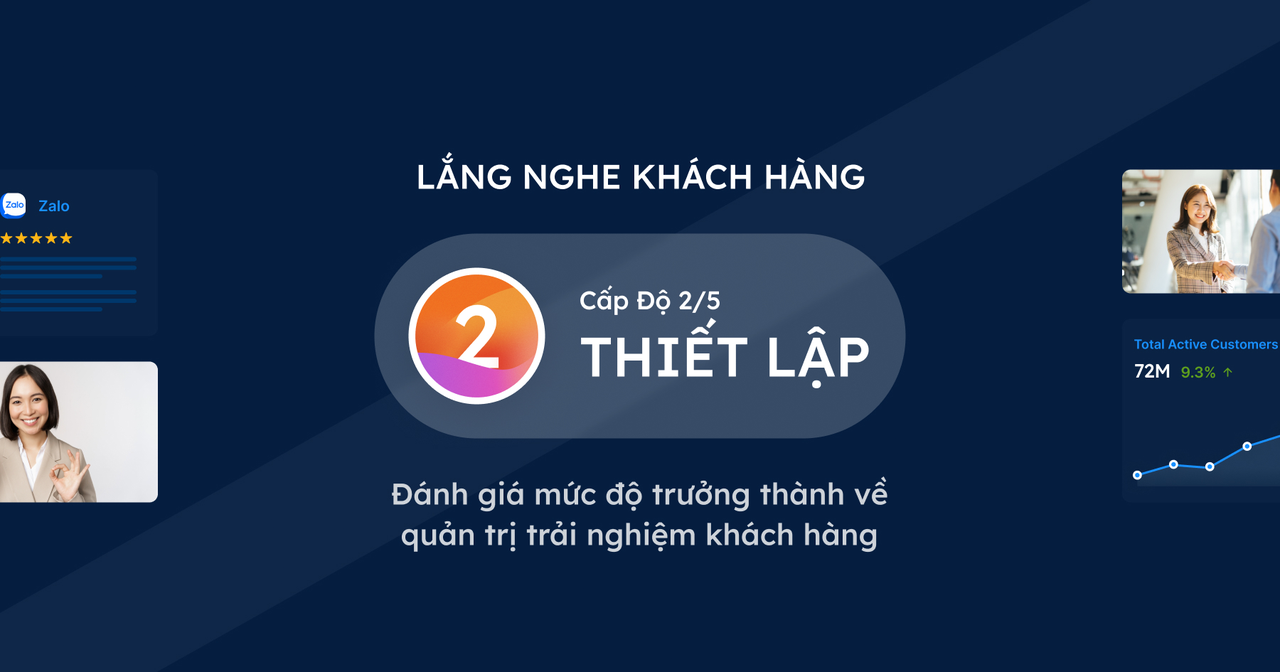 LẮNG NGHE KHÁCH HÀNG
Zalo
Zalo
2
Cấp Độ 2/5
THIẾT LẬP
Đánh giá mức độ trưởng thành về
quản trị trải nghiệm khách hàng
Total Active Customers
72M 9.3% ↑